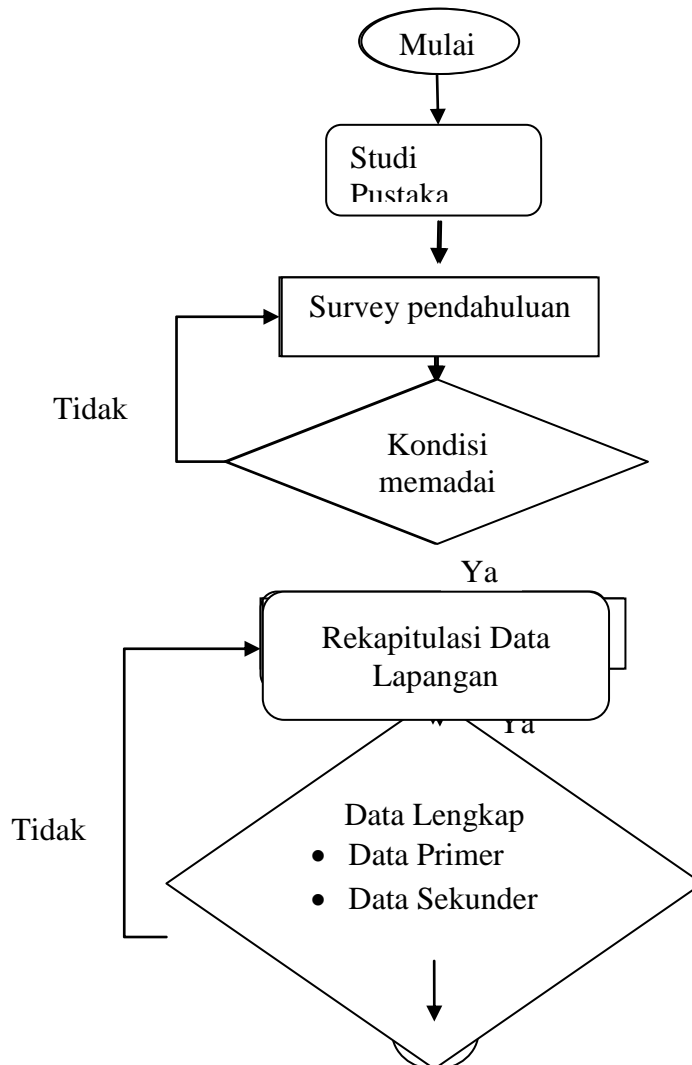 Mulai
Studi
Pustaka
Survey pendahuluan
Tidak
Kondisi
memadai
Ya
Rekapitulasi Data
Lapangan
Ya
Tidak
Data Lengkap
• Data Primer
• Data Sekunder